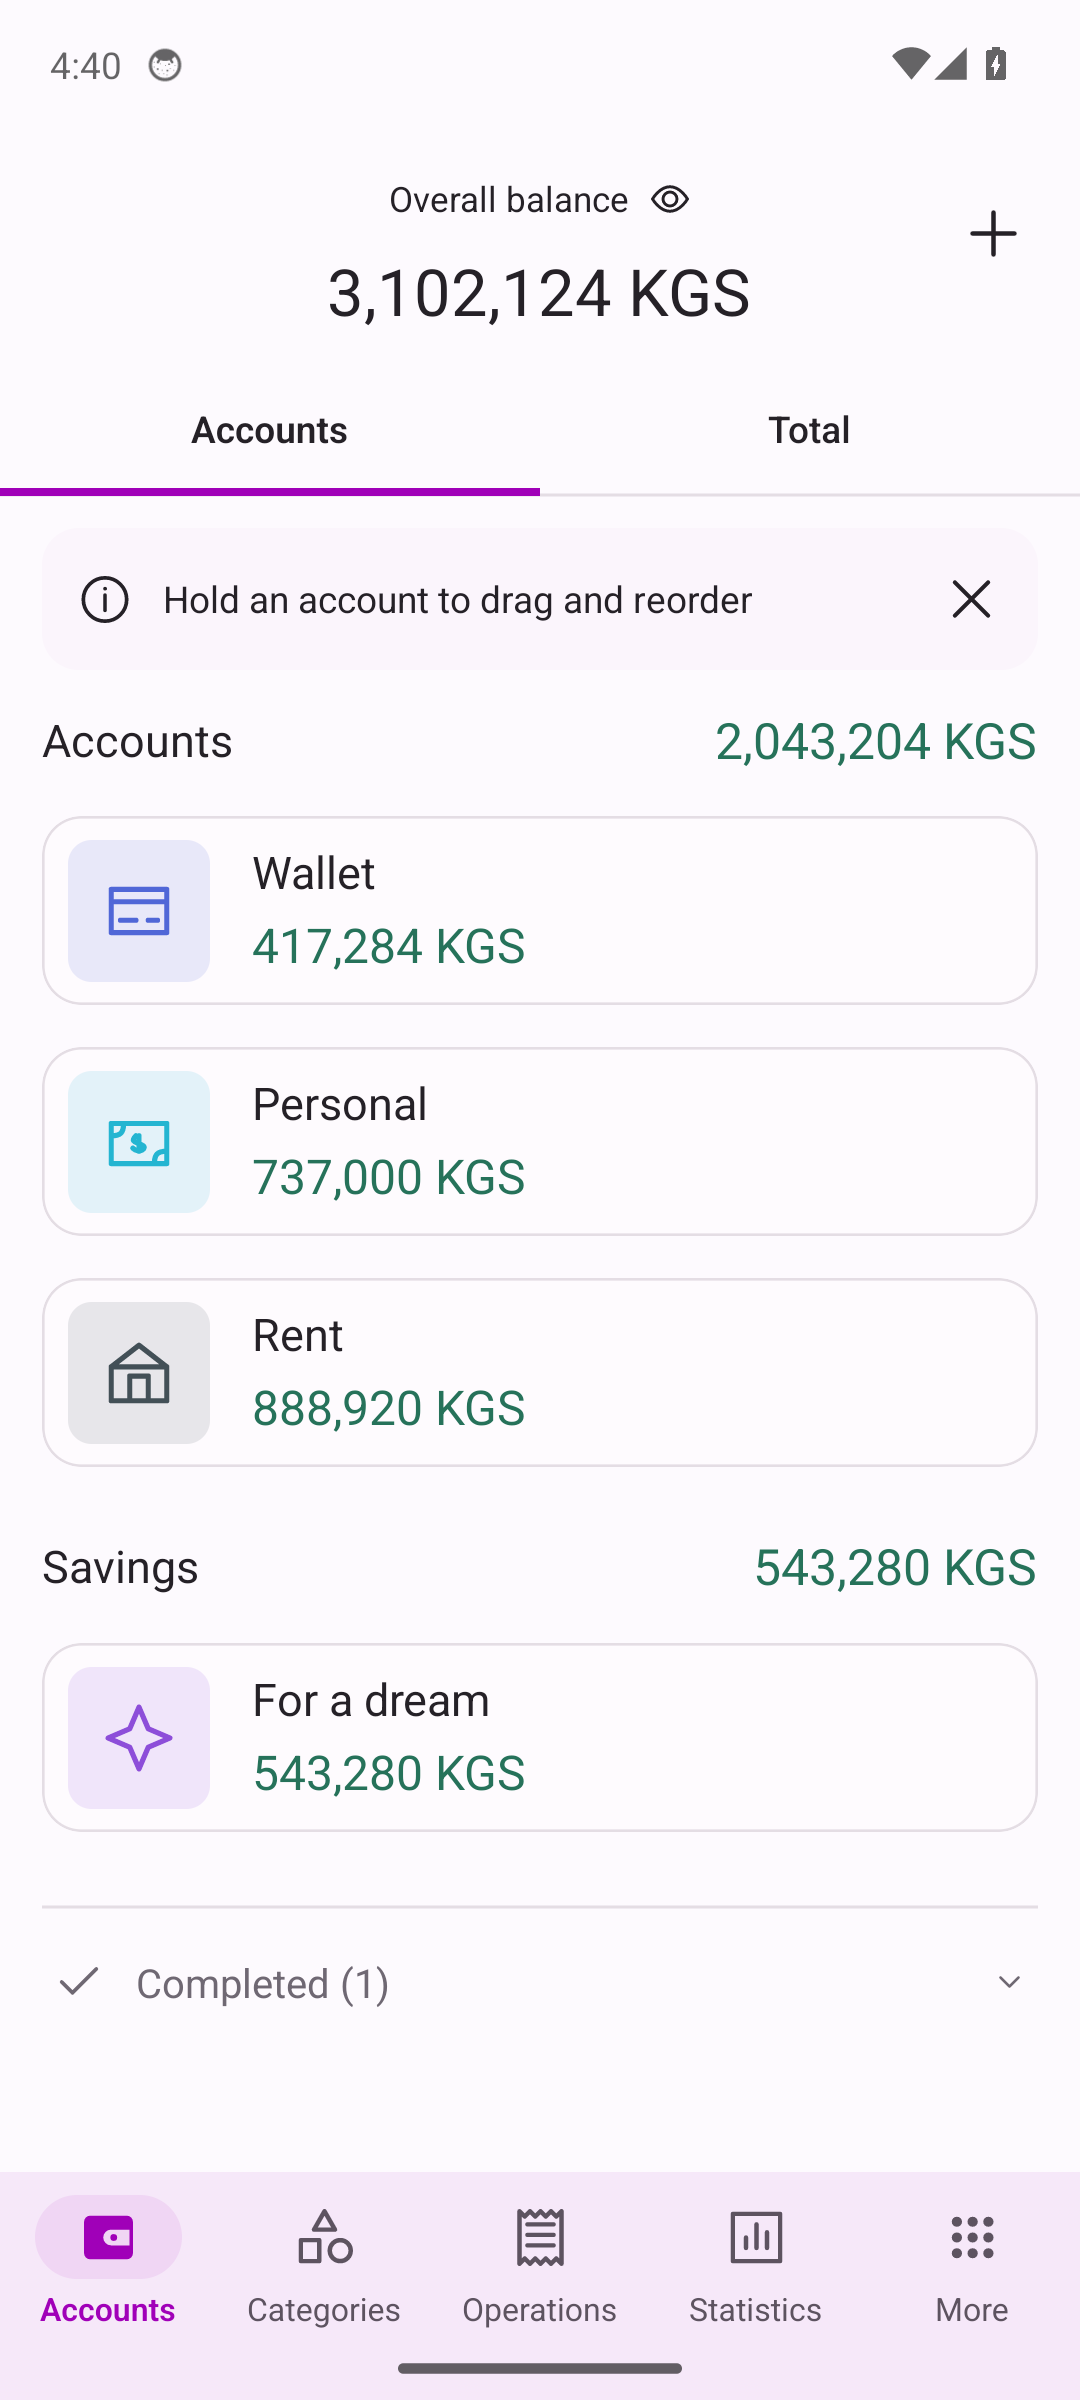 4:40
Overall balance
3,102,124 KGS
Accounts
Total
Hold an account to drag and reorder
Accounts
2,043,204 KGS
Wallet
417,284 KGS
Personal
737,000 KGS
Rent
888,920 KGS
Savings
543,280 KGS
For a dream
543,280 KGS
Completed (1)
Accounts
Categories
Operations
Statistics
More